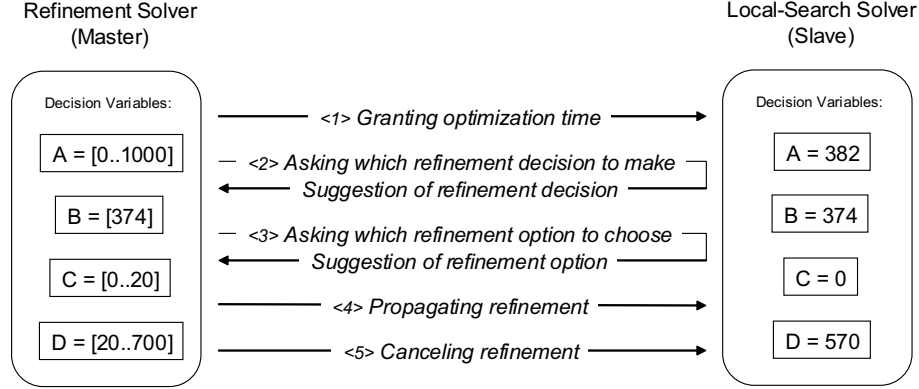 Refinement Solver
(Master)
Local-Search Solver
(Slave)
Decision Variables:
A = [0..1000]
B = [374]
C = [0..20]
D = [20..700]
<1> Granting optimization time
<2> Asking which refinement decision to make
Suggestion of refinement decision
<3> Asking which refinement option to choose
Suggestion of refinement option
<4> Propagating refinement
<5> Canceling refinement
Decision Variables:
A = 382
B = 374
C = 0
D = 570